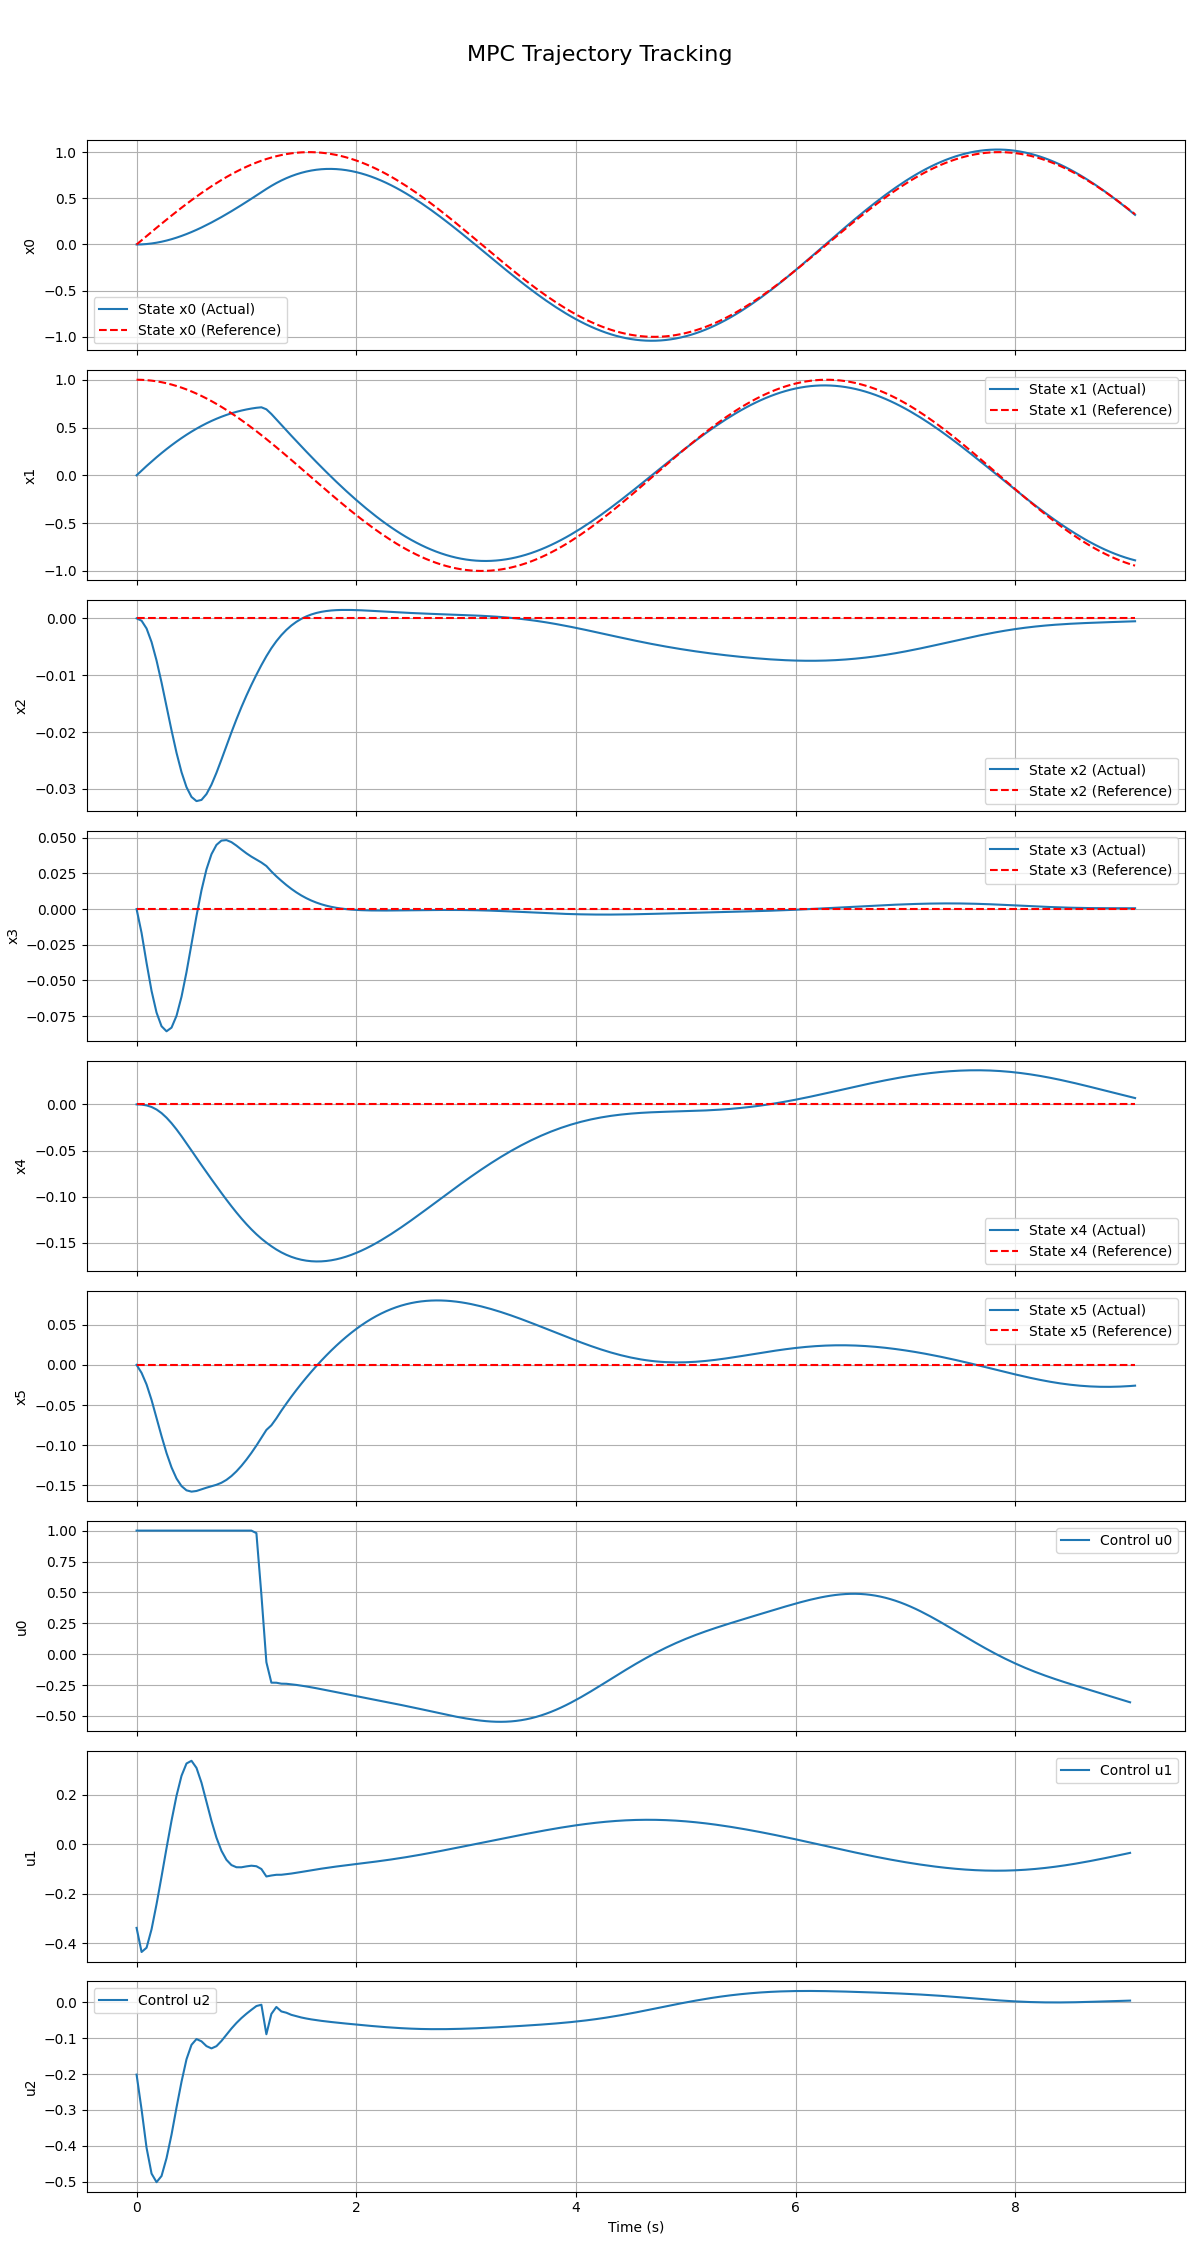 MPC Trajectory Tracking
1.0
0.5
0.0
−0.5
−1.0
x0
State x0 (Actual)
State x0 (Reference)
1.0
0.5
0.0
−0.5
−1.0
x1
State x1 (Actual)
State x1 (Reference)
0.00
−0.01
−0.02
−0.03
x2
State x2 (Actual)
State x2 (Reference)
0.050
0.025
0.000
−0.025
−0.050
−0.075
x3
State x3 (Actual)
State x3 (Reference)
0.00
−0.05
−0.10
−0.15
x4
State x4 (Actual)
State x4 (Reference)
0.05
0.00
−0.05
−0.10
−0.15
x5
State x5 (Actual)
State x5 (Reference)
1.00
0.75
0.50
0.25
0.00
−0.25
−0.50
u0
Control u0
0.2
0.0
−0.2
−0.4
u1
Control u1
0.0
−0.1
−0.2
−0.3
−0.4
−0.5
u2
Control u2
0 2 4 6 8
Time (s)